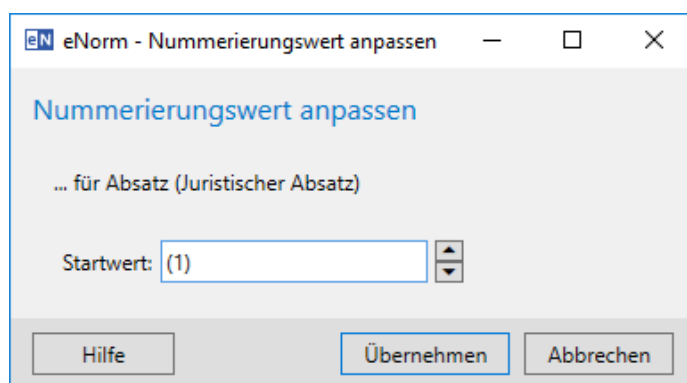 eN eNorm - Nummerierungswert anpassen
Nummerierungswert anpassen
... für Absatz (Juristischer Absatz)
Startwert: (1)
Hilfe Übernehmen Abbrechen